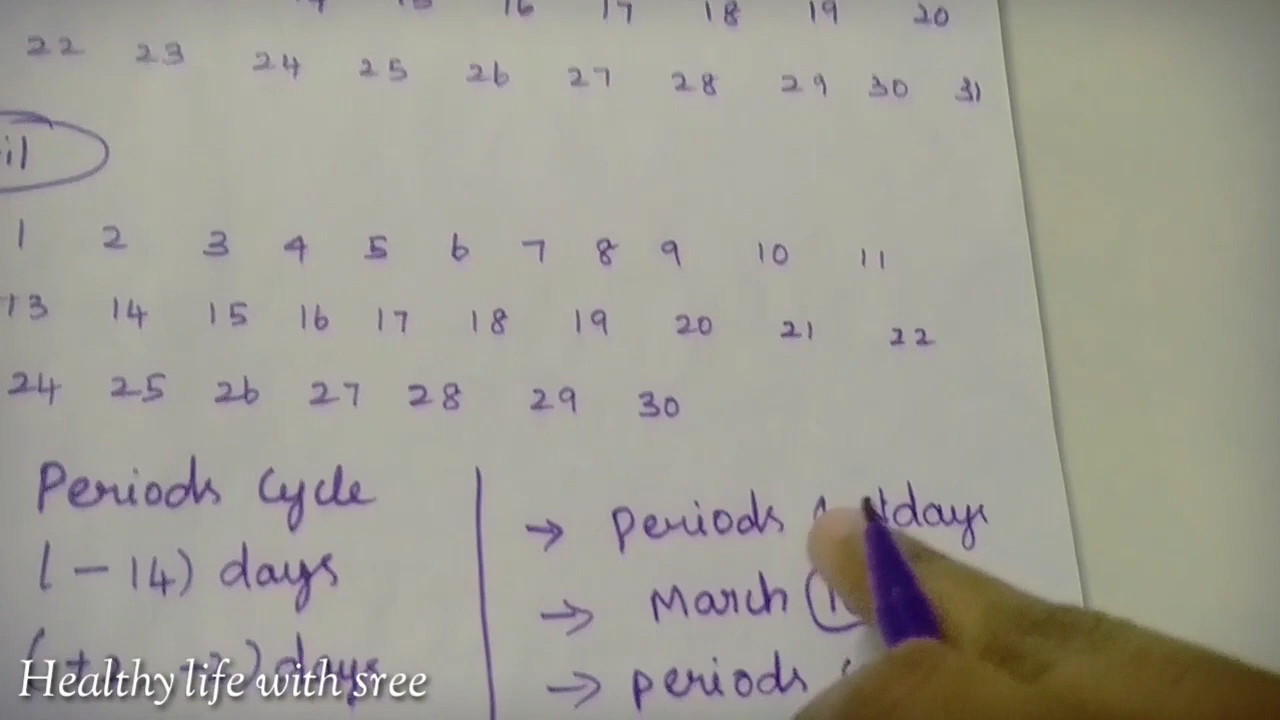 16 17 18 19 20
22 23 24 25 26 27 28 29 30 31
il
1 2 3 4 5 6 7 8 9 10 11
13 14 15 16 17 18 19 20 21 22
24 25 26 27 28 29 30
Periods Cycle
(-14) days
days
→ Periods days
→ March
→ periods
Healthy life with sree